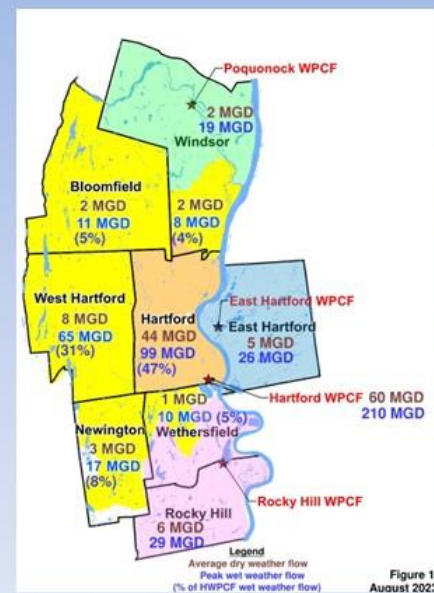 Poquonock WPCF
2 MGD
19 MGD
Windsor
Bloomfield
2 MGD
11 MGD
(5%)
2 MGD
8 MGD
(4%)
West Hartford
8 MGD
65 MGD
(31%)
Hartford
44 MGD
99 MGD
(47%)
East Hartford WPCF
East Hartford
5 MGD
26 MGD
Hartford WPCF 60 MGD
210 MGD
1 MGD
10 MGD (5%)
Wethersfield
Newington
3 MGD
17 MGD
(8%)
Rocky Hill WPCF
Rocky Hill
6 MGD
29 MGD
Legend
Average dry weather flow
Peak wet weather flow
(% of HWPCF wet weather flow)
Figure 1